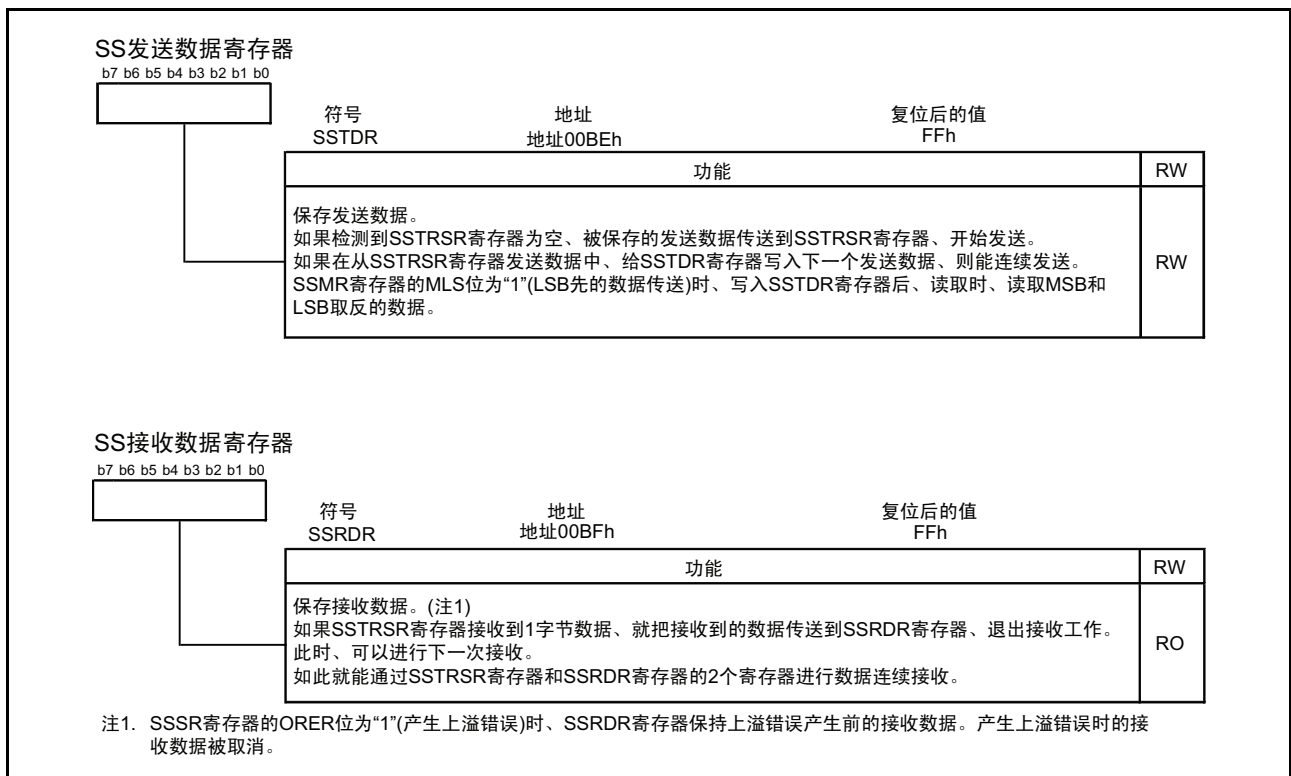 SS发送数据寄存器
b7 b6 b5 b4 b3 b2 b1 b0
符号 地址 复位后的值
SSTDR 地址00BEh FFh
功能 RW
保存发送数据。
如果检测到SSTRSR寄存器为空、被保存的发送数据传送到SSTRSR寄存器、开始发送。
如果在从SSTRSR寄存器发送数据中、给SSTDR寄存器写入下一个发送数据、则能连续发送。 RW
SSMR寄存器的MLS位为“1”(LSB先的数据传送)时、写入SSTDR寄存器后、读取时、读取MSB和
LSB取反的数据。
SS接收数据寄存器
b7 b6 b5 b4 b3 b2 b1 b0
符号 地址 复位后的值
SSRDR 地址00BFh FFh
功能 RW
保存接收数据。(注1)
如果SSTRSR寄存器接收到1字节数据、就把接收到的数据传送到SSRDR寄存器、退出接收工作。
此时、可以进行下一次接收。 RO
如此就能通过SSTRSR寄存器和SSRDR寄存器的2个寄存器进行数据连续接收。
注1. SSSR寄存器的ORER位为“1”(产生上溢错误)时、SSRDR寄存器保持上溢错误产生前的接收数据。产生上溢错误时的接
收数据被取消。